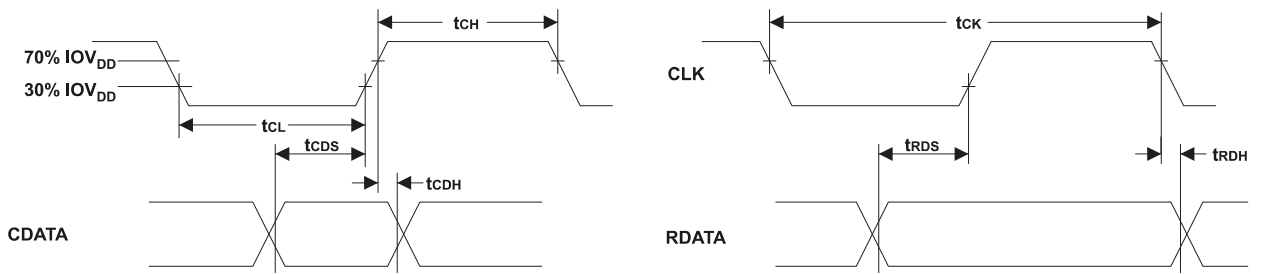 tCH
tCK
70% IOVDD
CLK
30% IOVDD
tCL
tCDS
tRDS
tRDH
tCDH
CDATA
RDATA